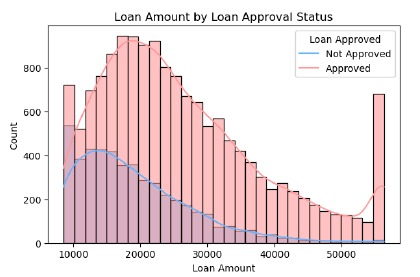 Loan Amount by Loan Approval Status
Loan Approved
Not Approved
Approved
Count
800
600
400
200
0
10000 20000 30000 40000 50000
Loan Amount